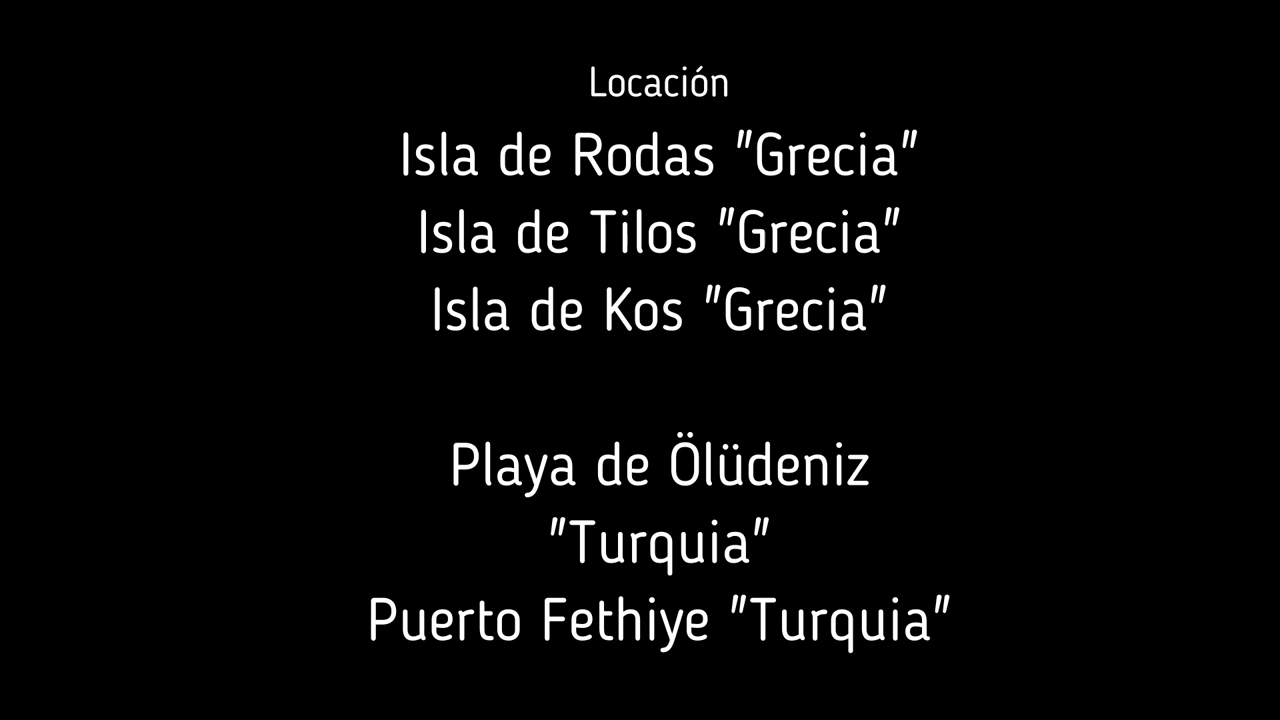 Locación
Isla de Rodas "Grecia"
Isla de Tilos "Grecia"
Isla de Kos "Grecia"
Playa de Ölüdeniz
"Turquia"
Puerto Fethiye "Turquia"